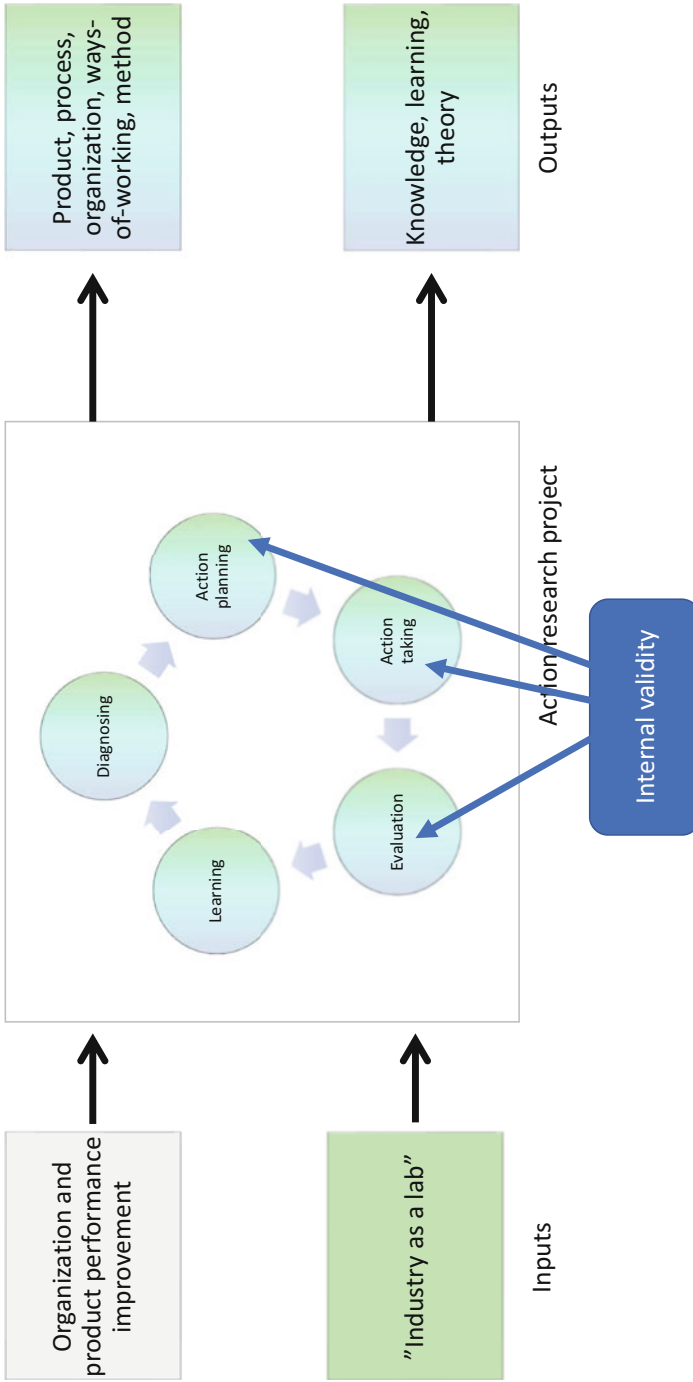 Organization and
product performance
improvement
”Industry as a lab”
Inputs
Diagnosing
Action
planning
Action
taking
Evaluation
Learning
Action research project
Internal validity
Product, process,
organization, ways-
of-working, method
Knowledge, learning,
theory
Outputs